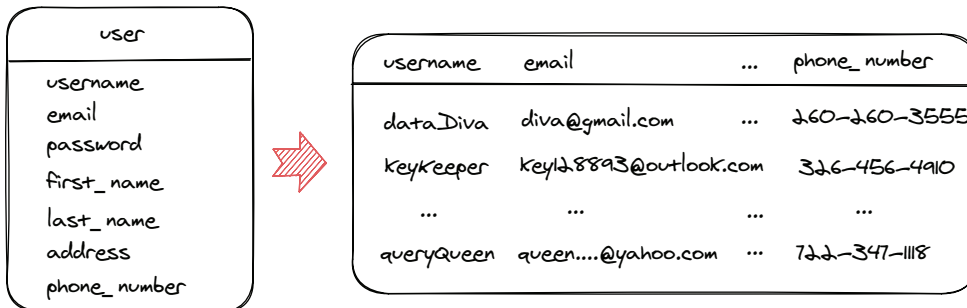 user
username
email
password
first_name
last_name
address
phone_number
username email ... phone_number
dataDiva diva@gmail.com ... 260-260-3555
keyKeeper key128893@outlook.com 326-456-4910
... ... ... ...
queryQueen queen....@yahoo.com ... 722-347-1118